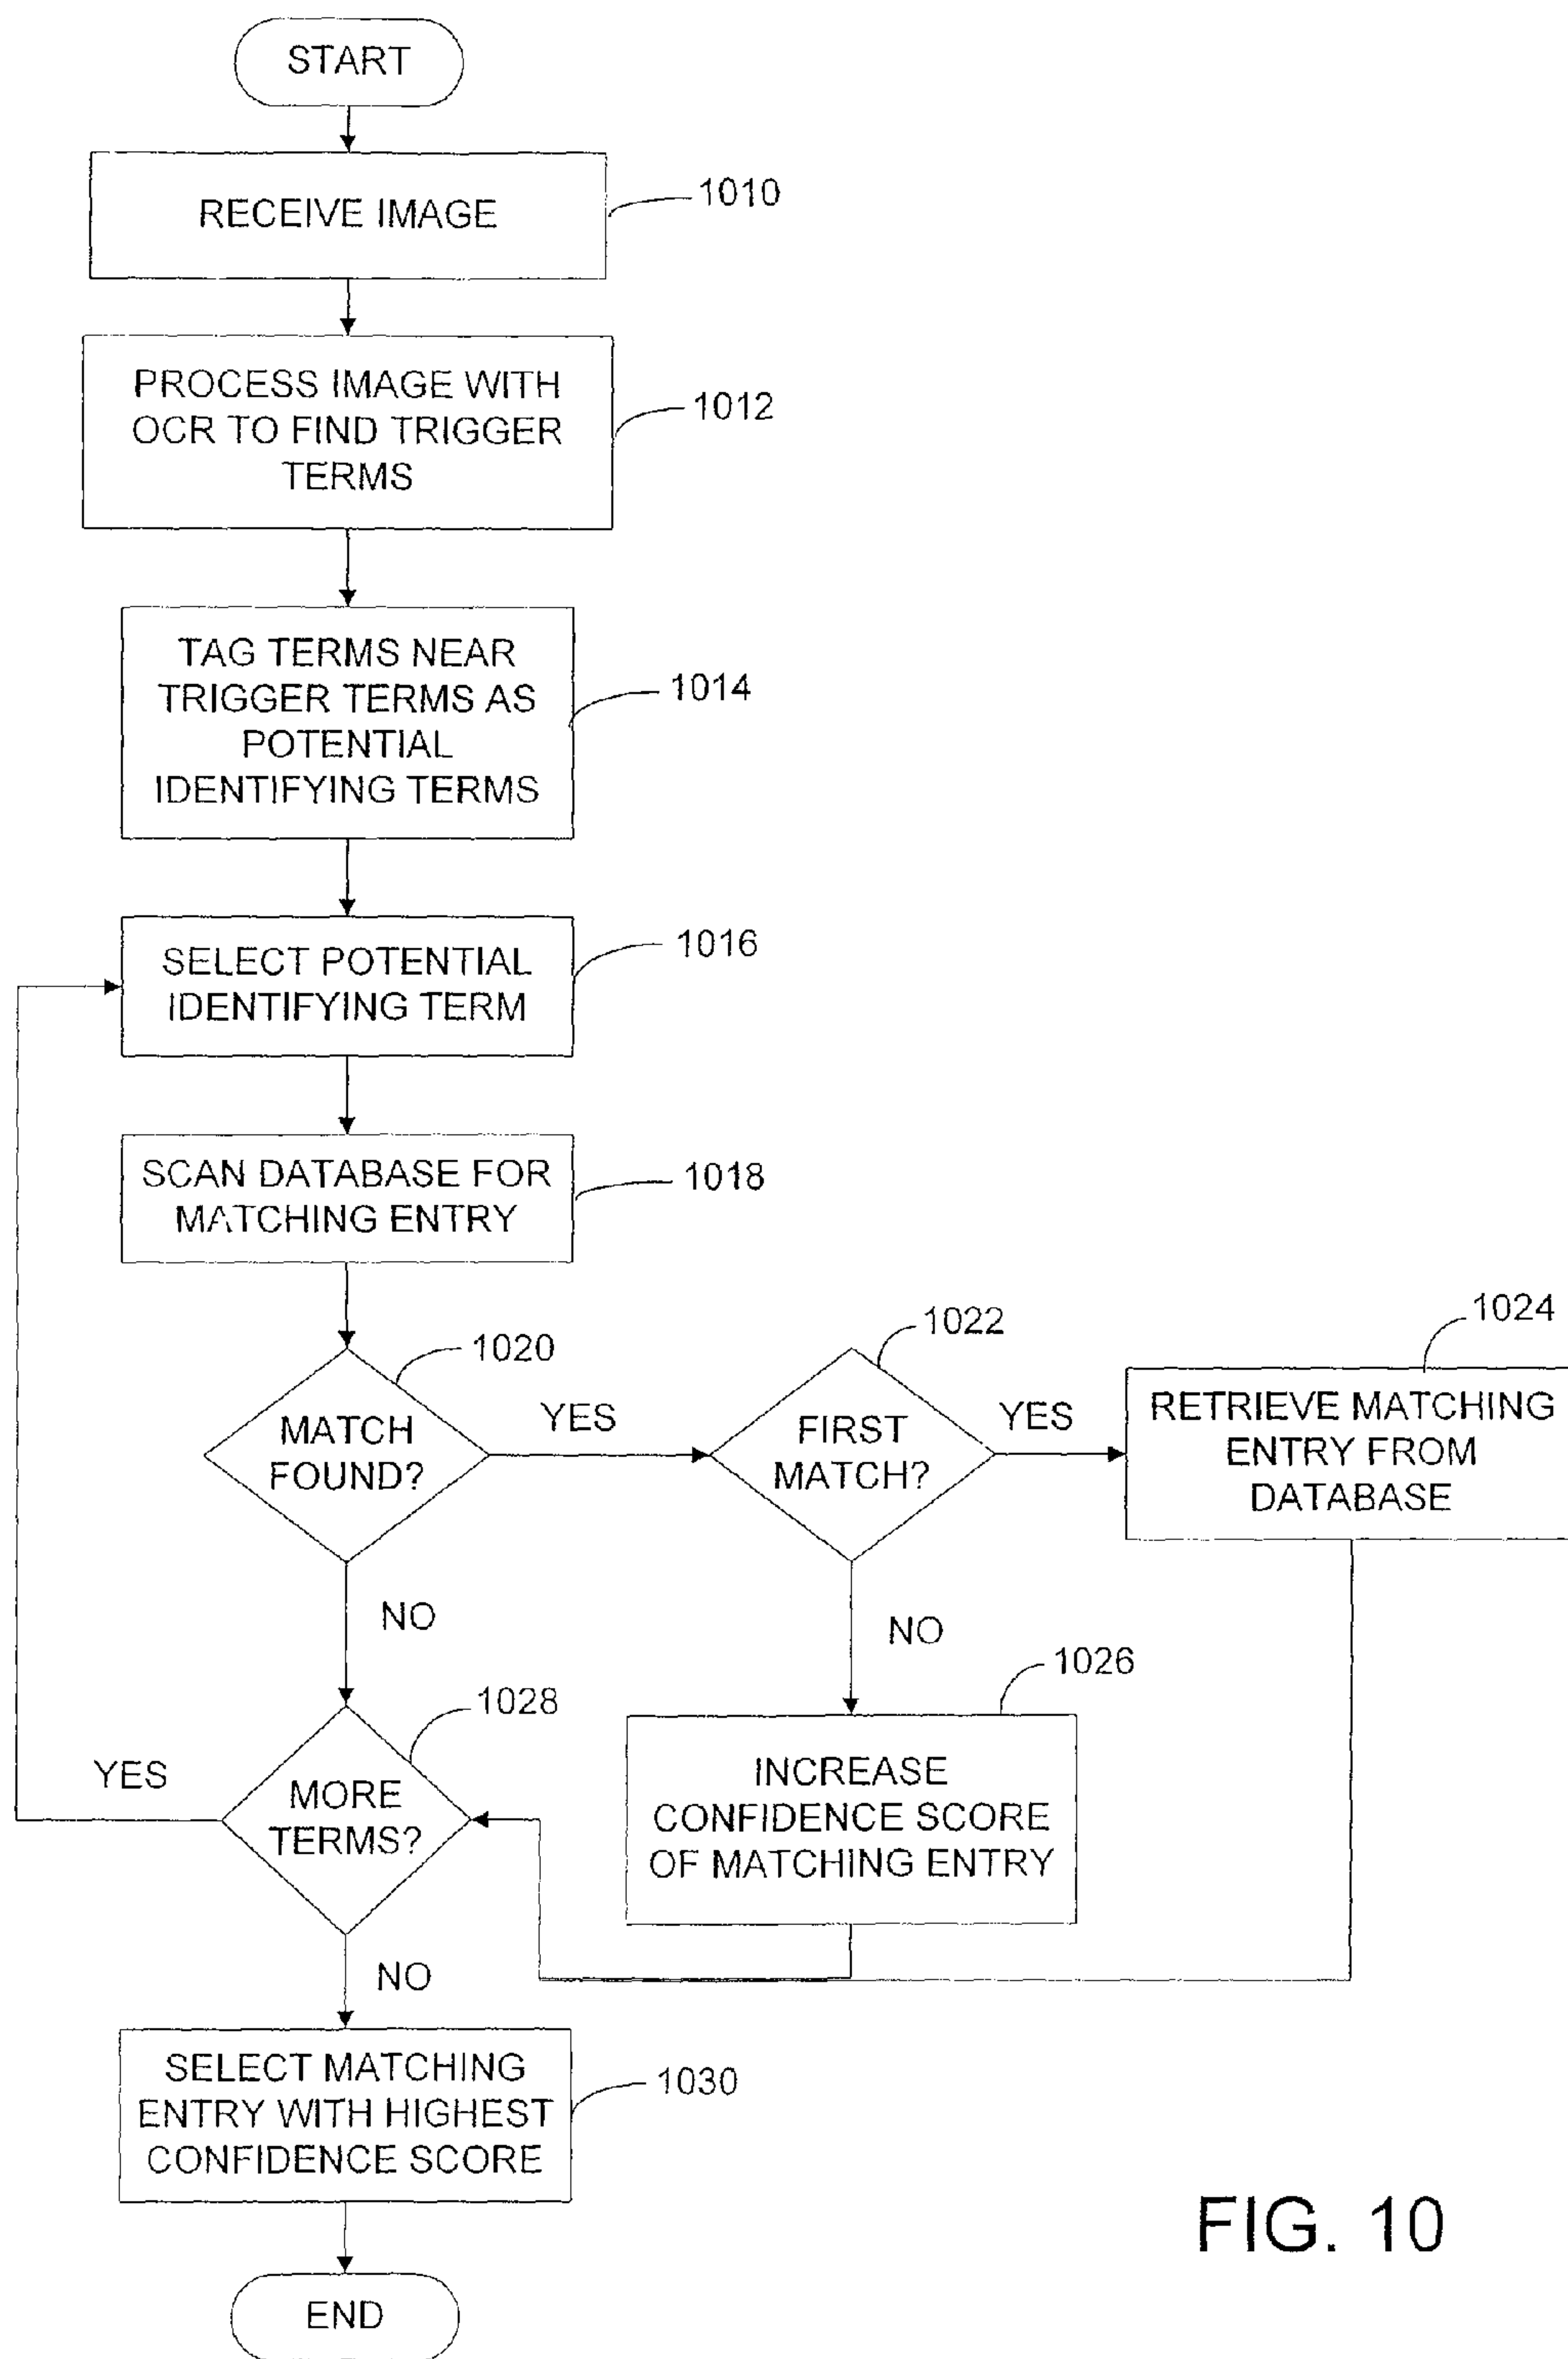 START
RECEIVE IMAGE
1010
PROCESS IMAGE WITH
OCR TO FIND TRIGGER
TERMS
1012
TAG TERMS NEAR
TRIGGER TERMS AS
POTENTIAL
IDENTIFYING TERMS
1014
SELECT POTENTIAL
IDENTIFYING TERM
1016
SCAN DATABASE FOR
MATCHING ENTRY
1018
MATCH
FOUND?
1020
YES
FIRST
MATCH?
1022
YES
RETRIEVE MATCHING
ENTRY FROM
DATABASE
1024
NO
NO
INCREASE
CONFIDENCE SCORE
OF MATCHING ENTRY
1026
MORE
TERMS?
1028
YES
NO
SELECT MATCHING
ENTRY WITH HIGHEST
CONFIDENCE SCORE
1030
END
FIG. 10